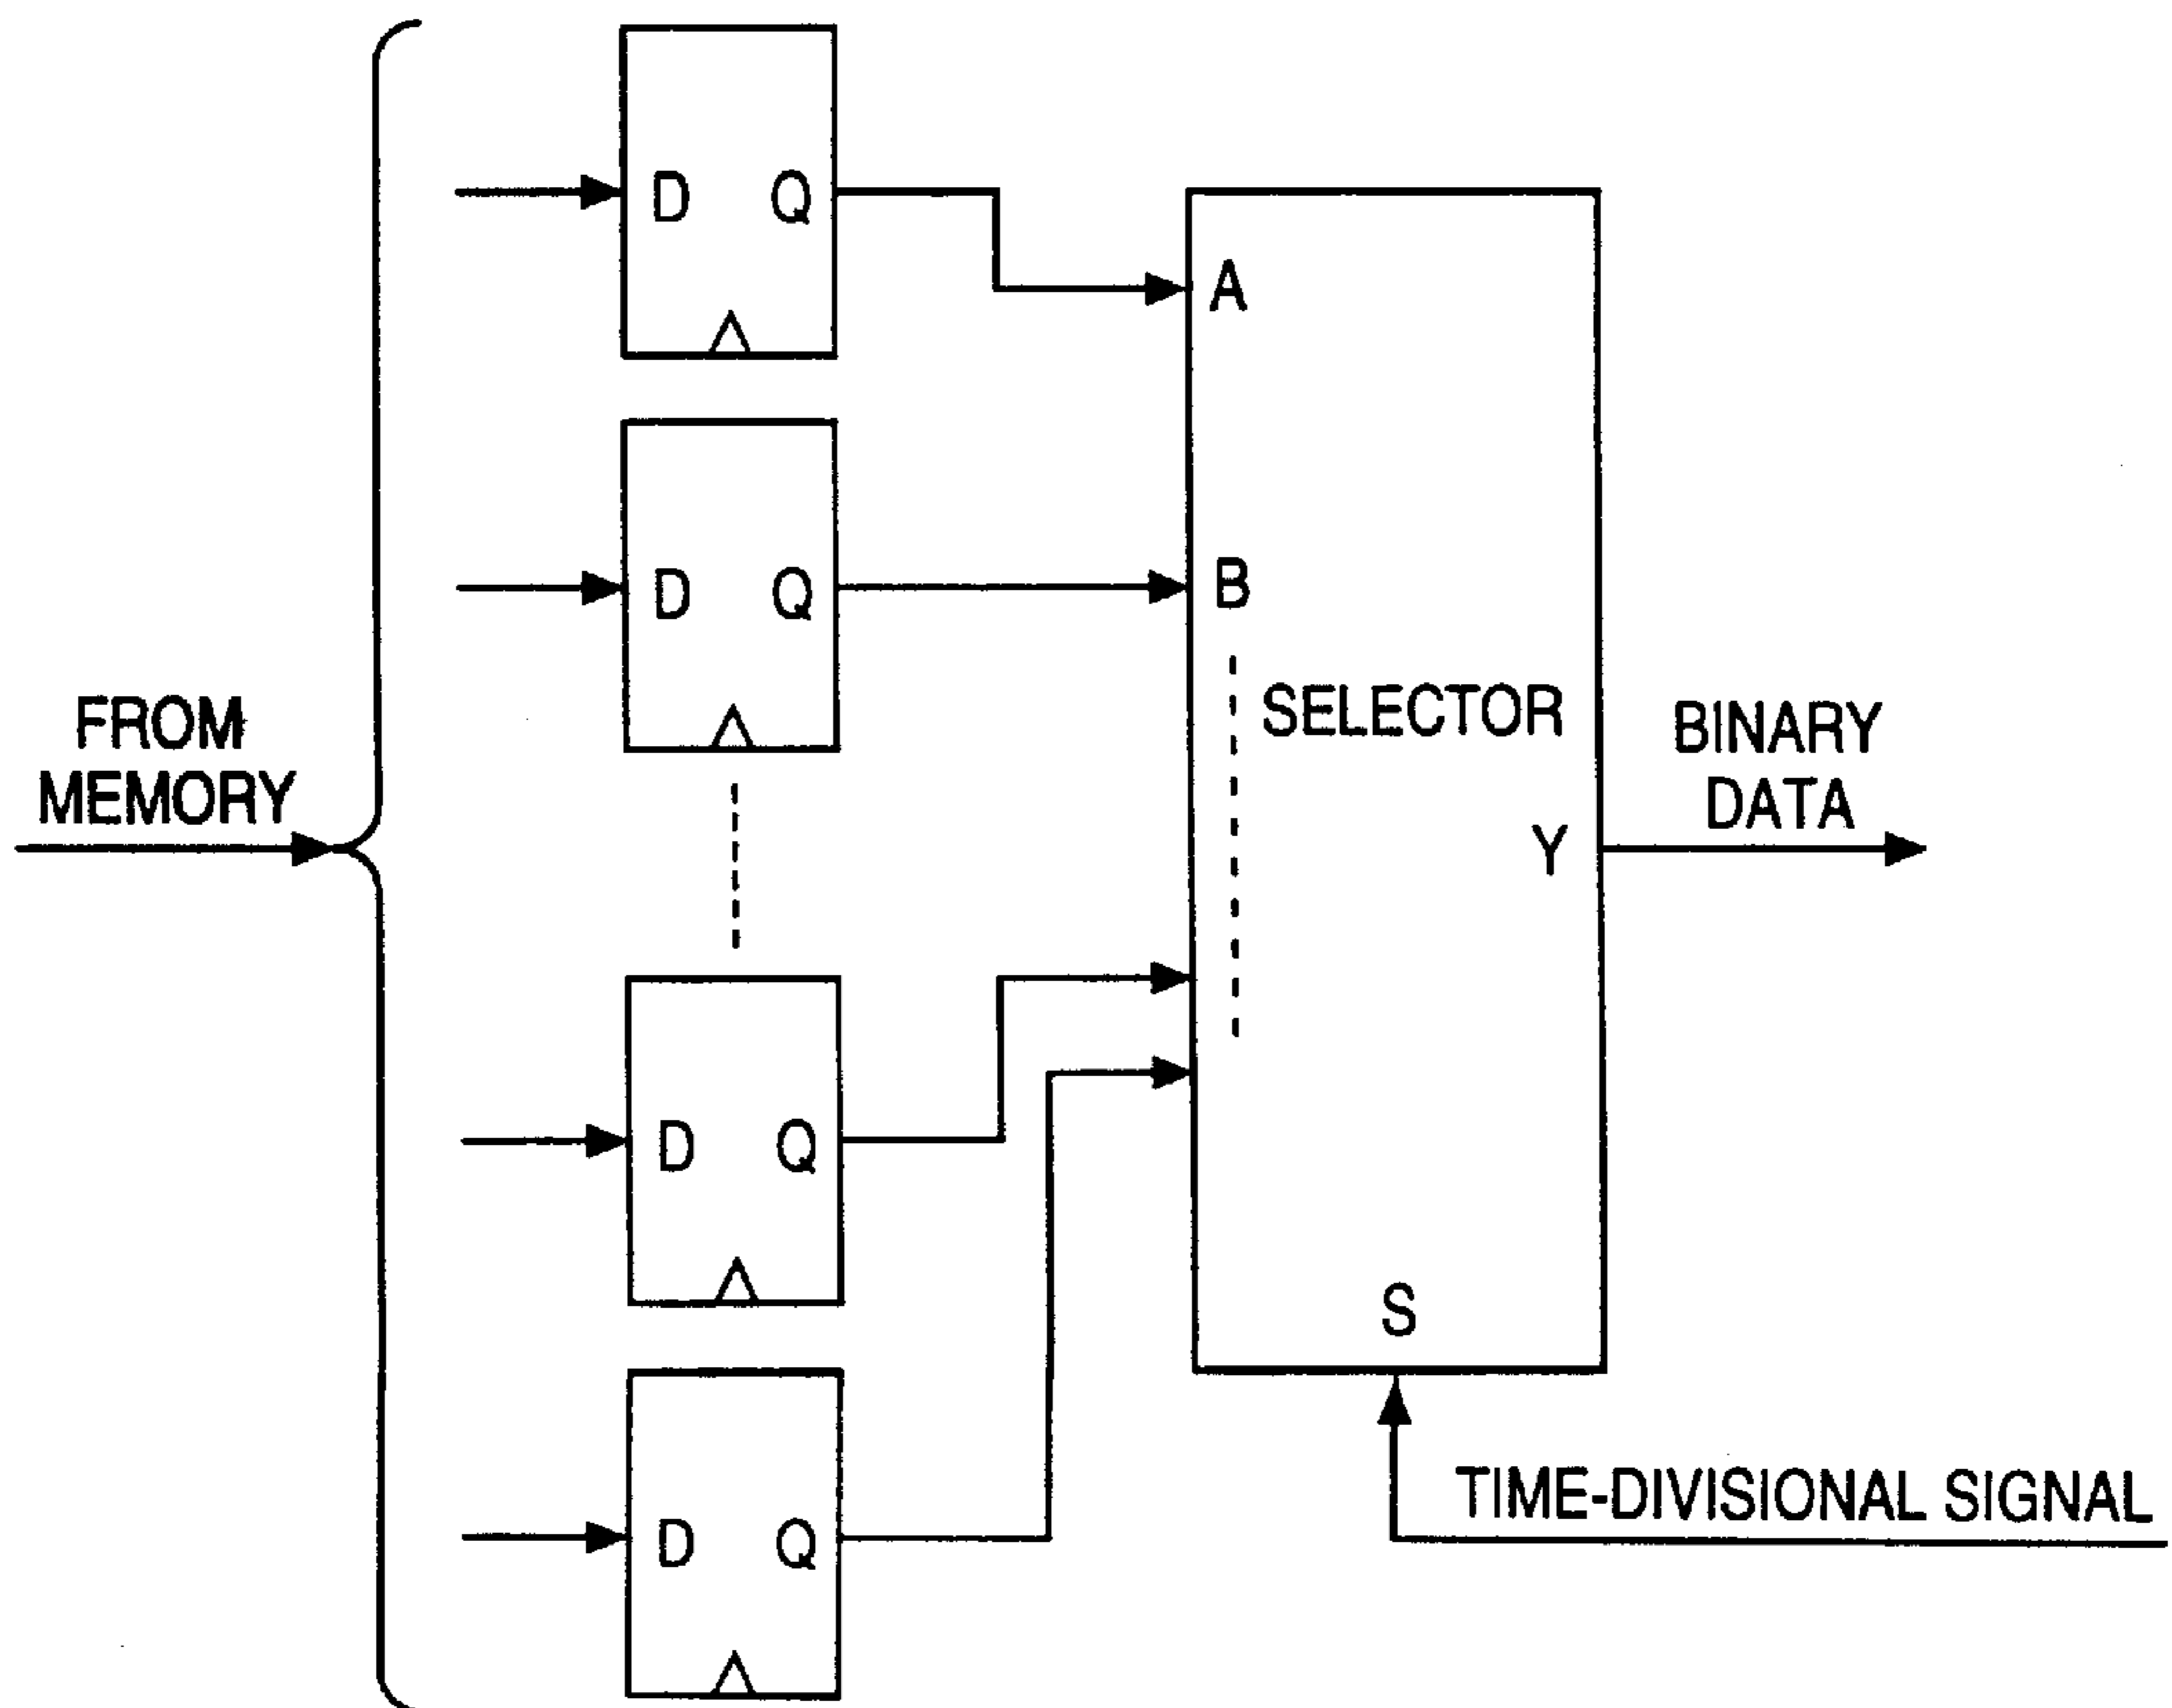 D Q
A
D Q
B
SELECTOR
FROM
MEMORY
BINARY
DATA
Y
D Q
S
D Q
TIME-DIVISIONAL SIGNAL